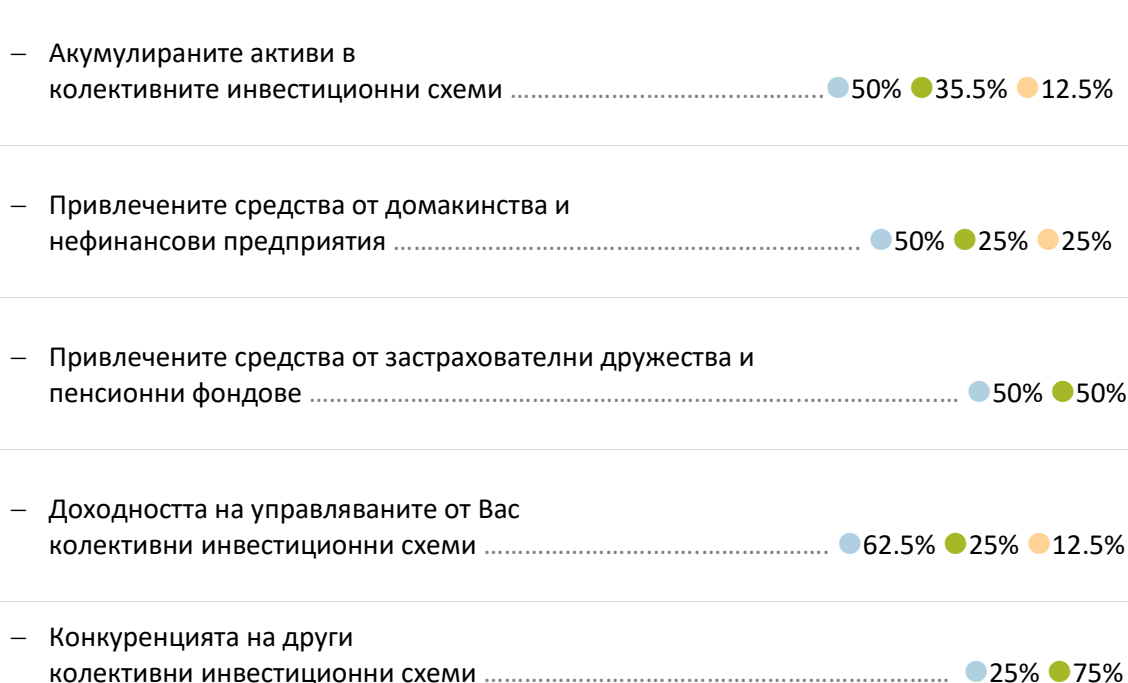 – Акумулираните активи в
колективните инвестиционни схеми ............................................. 50% 35.5% 12.5%
– Привлечените средства от домакинства и
нефинансови предприятия ................................................................... 50% 25% 25%
– Привлечените средства от застрахователни дружества и
пенсионни фондове ............................................................................................. 50% 50%
– Доходността на управляваните от Вас
колективни инвестиционни схеми ................................................. 62.5% 25% 12.5%
– Конкуренцията на други
колективни инвестиционни схеми .................................................................. 25% 75%